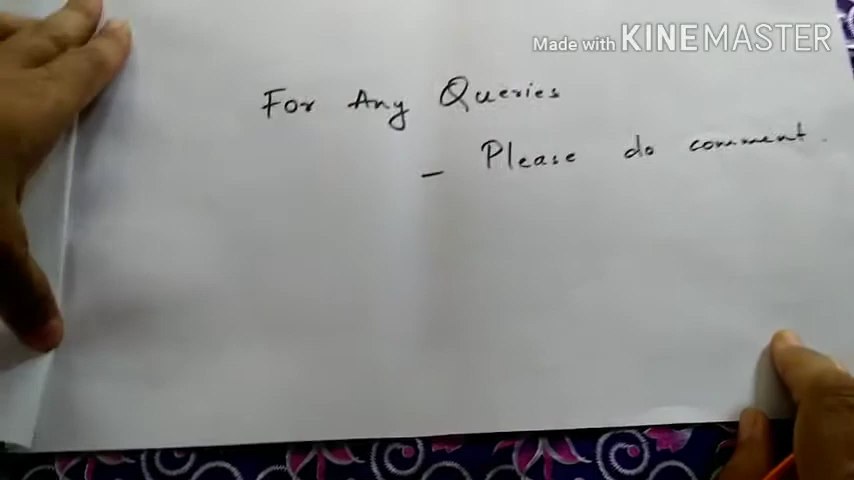 Made with KINEMASTER
For Any Queries
- Please do comment.